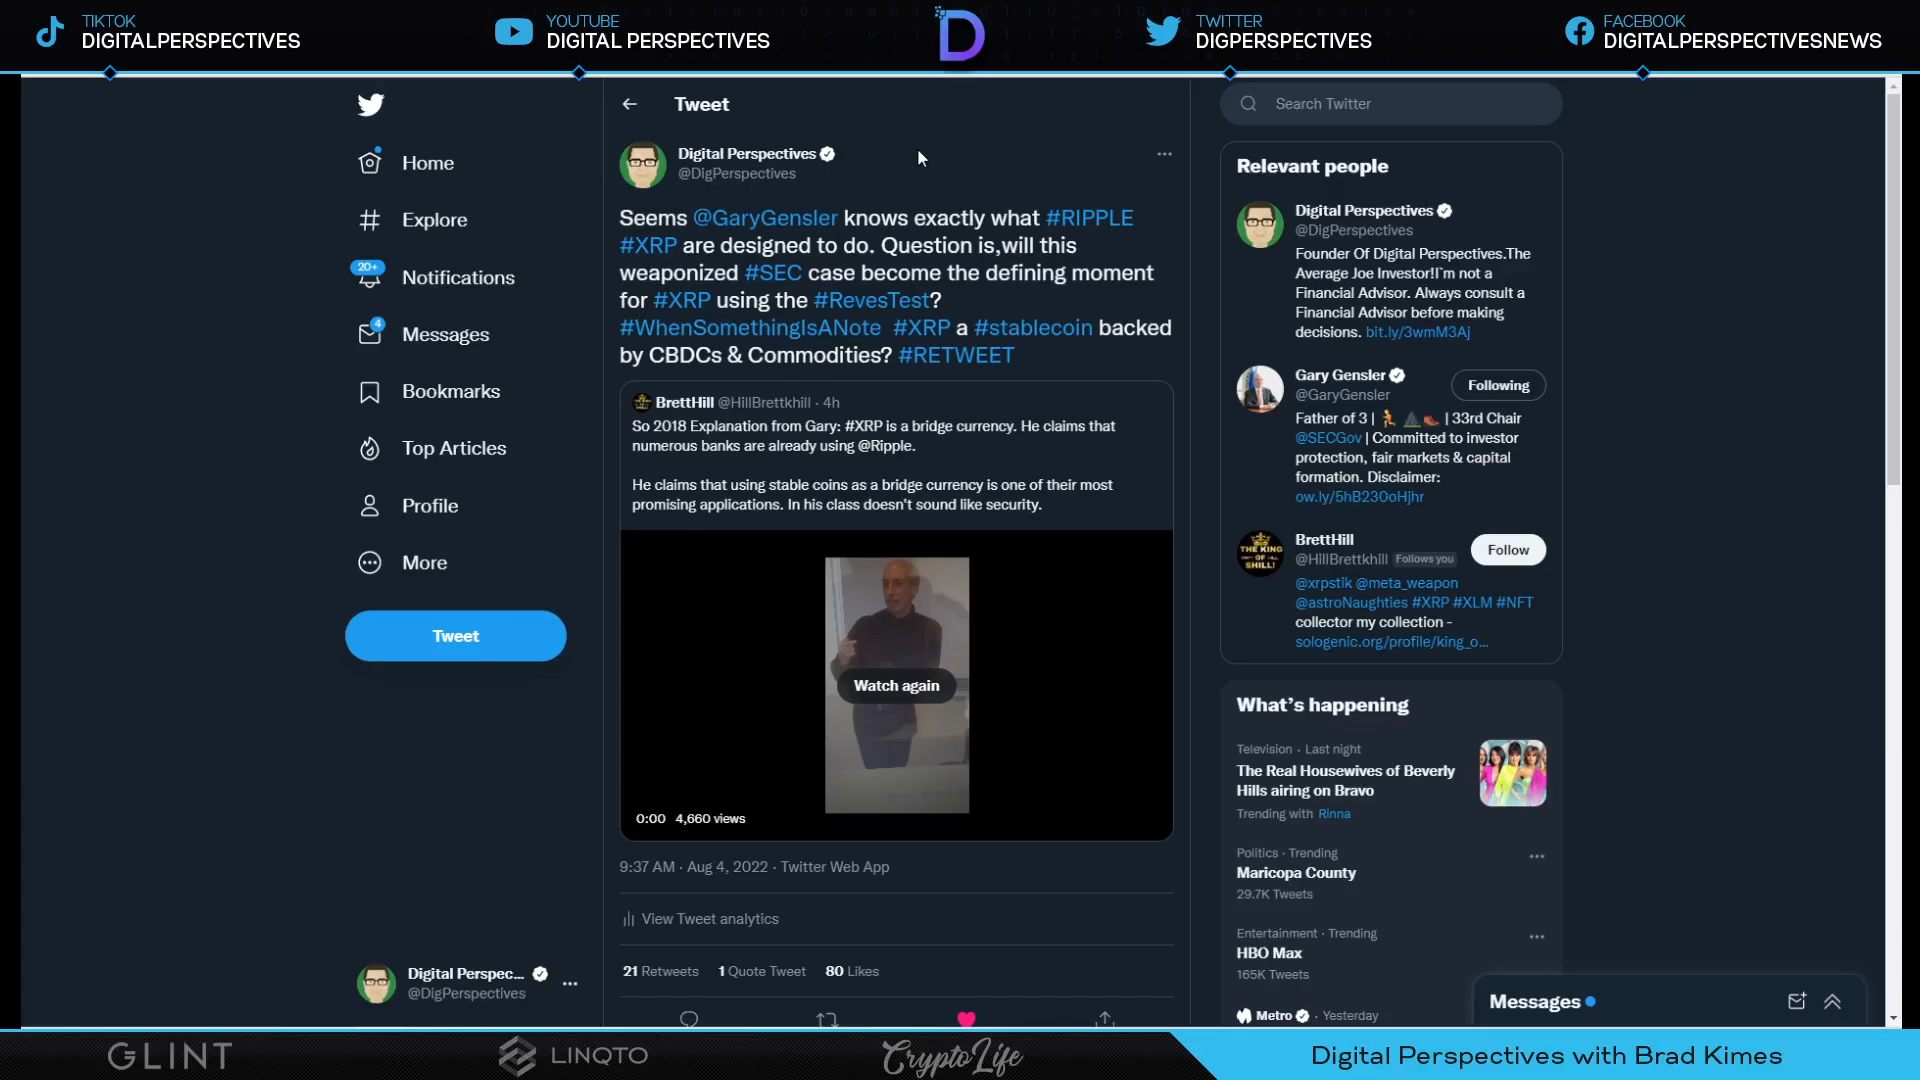 TIKTOK
DIGITALPERSPECTIVES
YOUTUBE
DIGITAL PERSPECTIVES
D
TWITTER
DIGPERSPECTIVES
FACEBOOK
DIGITALPERSPECTIVESNEWS
Home
Explore
20+
Notifications
4
Messages
Bookmarks
Top Articles
Profile
More
Tweet
Digital Perspec...
@DigPerspectives
Tweet
Digital Perspectives
@DigPerspectives
Seems @GaryGensler knows exactly what #RIPPLE
#XRP are designed to do. Question is,will this
weaponized #SEC case become the defining moment
for #XRP using the #RevesTest?
#WhenSomethingIsANote #XRP a #stablecoin backed
by CBDCs & Commodities? #RETWEET
BrettHill @HillBrettkhill · 4h
So 2018 Explanation from Gary: #XRP is a bridge currency. He claims that
numerous banks are already using @Ripple.
He claims that using stable coins as a bridge currency is one of their most
promising applications. In his class doesn't sound like security.
Watch again
0:00 4,660 views
9:37 AM · Aug 4, 2022 · Twitter Web App
View Tweet analytics
21 Retweets 1 Quote Tweet 80 Likes
Search Twitter
Relevant people
Digital Perspectives
@DigPerspectives
Founder Of Digital Perspectives.The
Average Joe Investor!I`m not a
Financial Advisor. Always consult a
Financial Advisor before making
decisions. bit.ly/3wmM3Aj
Gary Gensler
@GaryGensler
Following
Father of 3 | | 33rd Chair
@SECGov | Committed to investor
protection, fair markets & capital
formation. Disclaimer:
ow.ly/5hB230oHjhr
THE KING
OF
SHILL!
BrettHill
@HillBrettkhill Follows you
Follow
@xrpstik @meta_weapon
@astroNaughties #XRP #XLM #NFT
collector my collection -
sologenic.org/profile/king_o...
What's happening
Television · Last night
The Real Housewives of Beverly
Hills airing on Bravo
Trending with Rinna
Politics · Trending
Maricopa County
29.7K Tweets
Entertainment · Trending
HBO Max
165K Tweets
Metro · Yesterday
Messages
GLINT
LINQTO
CryptoLife
Digital Perspectives with Brad Kimes